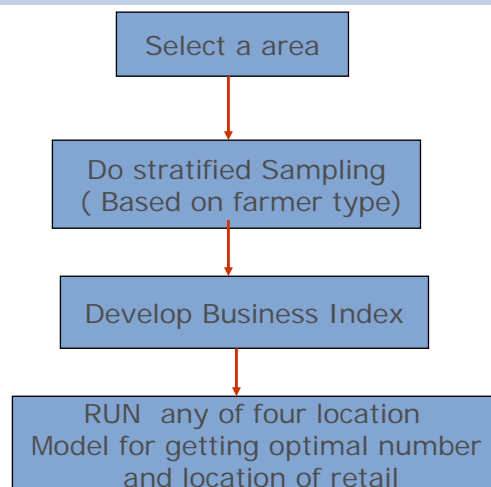 Select a area
Do stratified Sampling
( Based on farmer type)
Develop Business Index
RUN any of four location
Model for getting optimal number
and location of retail